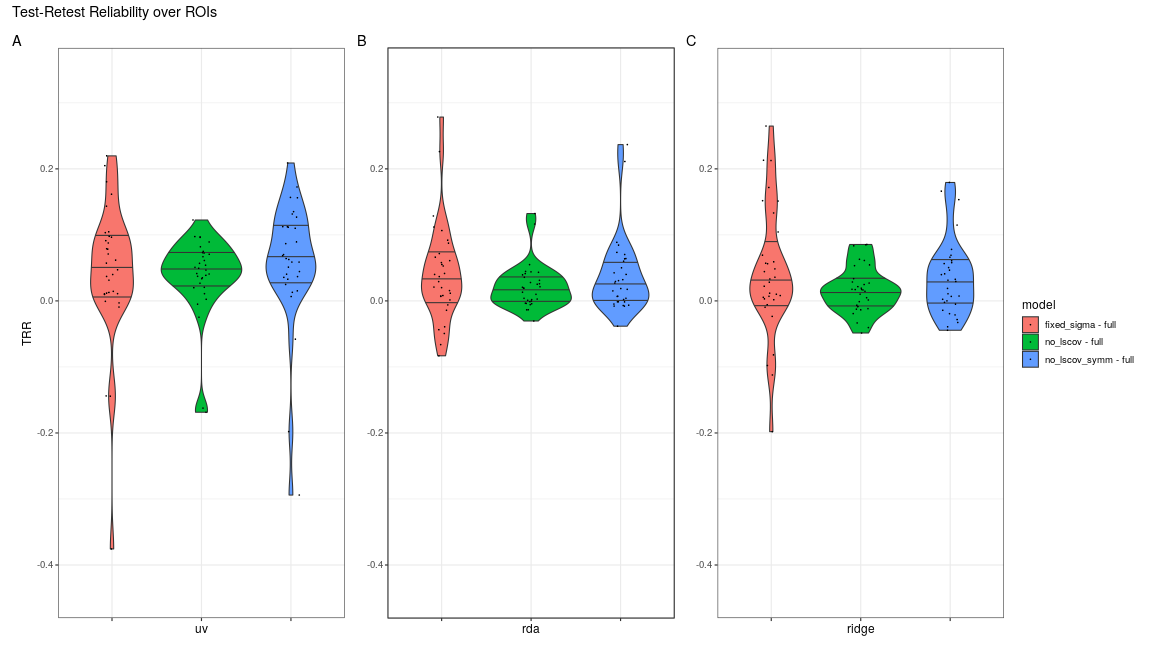 Test-Retest Reliability over ROIs
A
B
C
TRR
0.2
0.0
-0.2
-0.4
0.2
0.0
-0.2
-0.4
0.2
0.0
-0.2
-0.4
uv
rda
ridge
model
fixed_sigma - full
no_lscov - full
no_lscov_symm - full